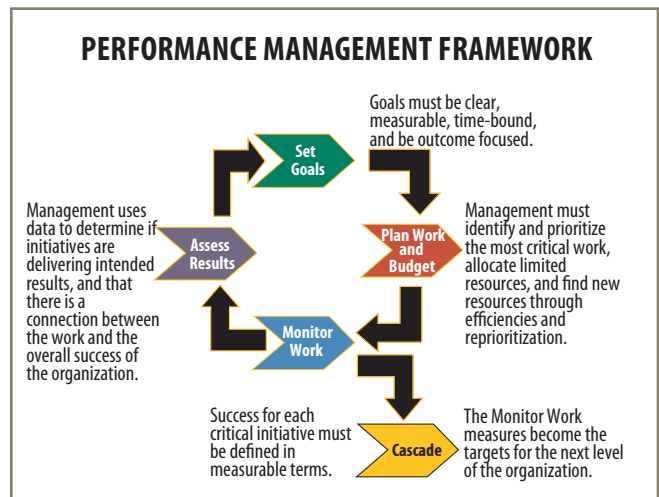 PERFORMANCE MANAGEMENT FRAMEWORK
Goals must be clear,
measurable, time-bound,
and be outcome focused.
Set
Goals
Management uses
data to determine if
initiatives are
delivering intended
results, and that
there is a
connection between
the work and the
overall success of
the organization.
Assess
Results
Plan Work
and
Budget
Management must
identify and prioritize
the most critical work,
allocate limited
resources, and find new
resources through
efficiencies and
reprioritization.
Monitor
Work
Success for each
critical initiative must
be defined in
measurable terms.
Cascade
The Monitor Work
measures become the
targets for the next level
of the organization.